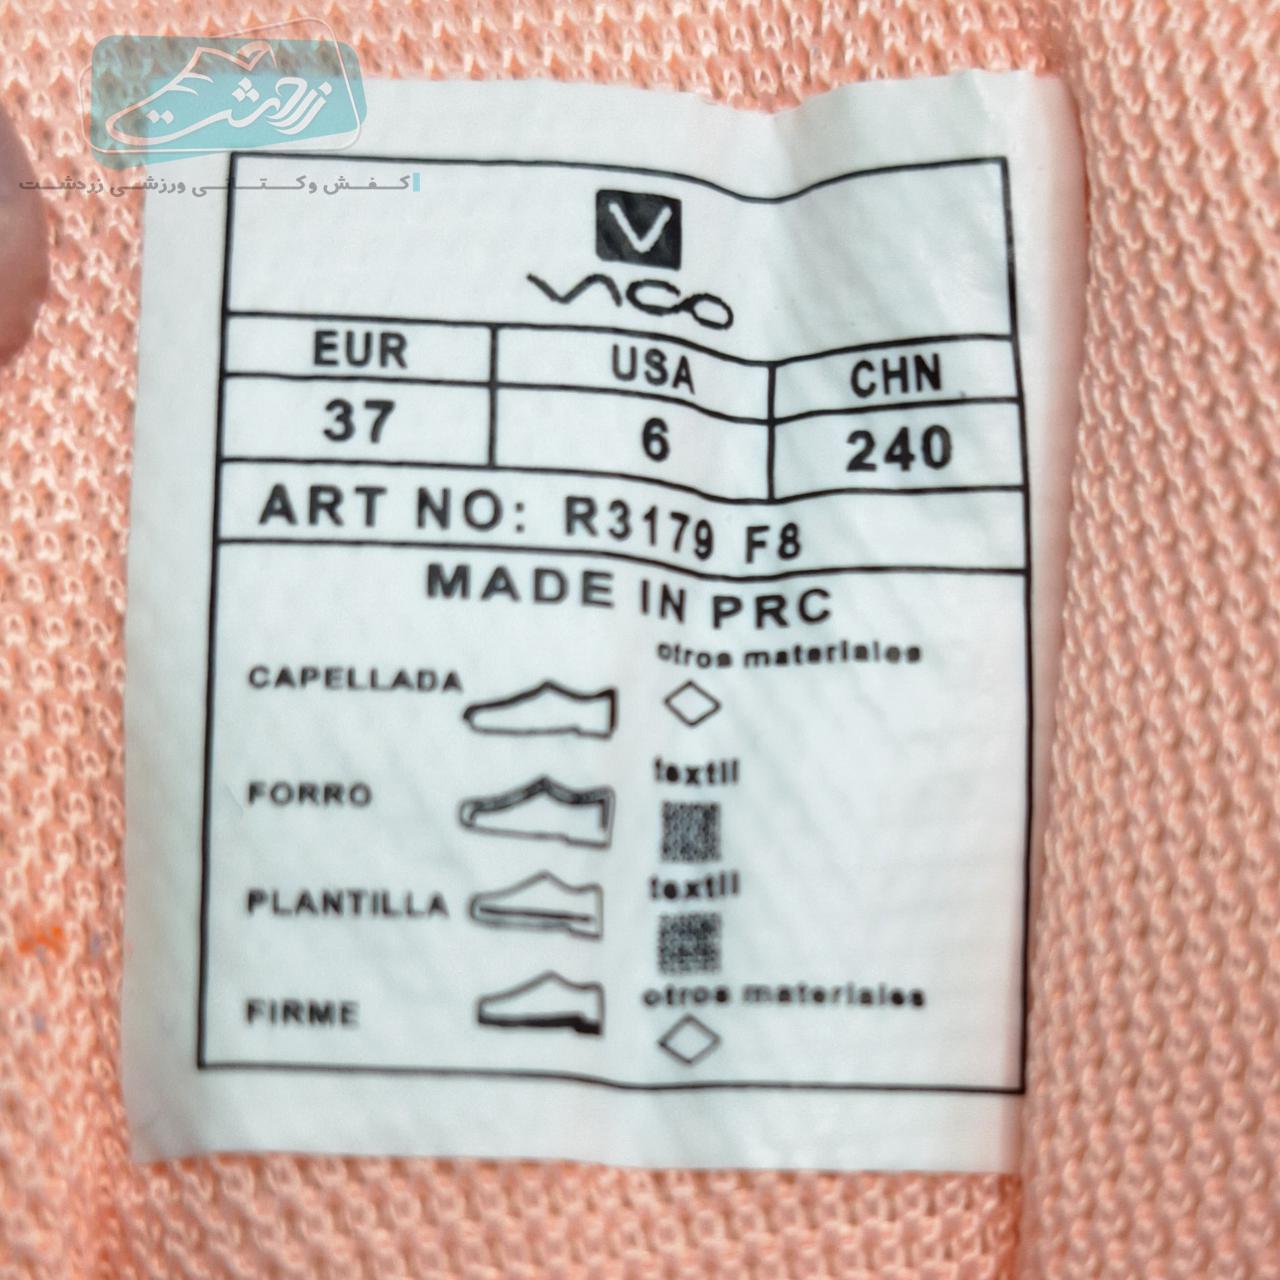 زردشت
کفش و کتانی ورزشی زردشت
V
VICO
EUR USA CHN
37 6 240
ART NO: R3179 F8
MADE IN PRC
CAPELLADA otros materiales
FORRO textil
PLANTILLA textil
FIRME otros materiales